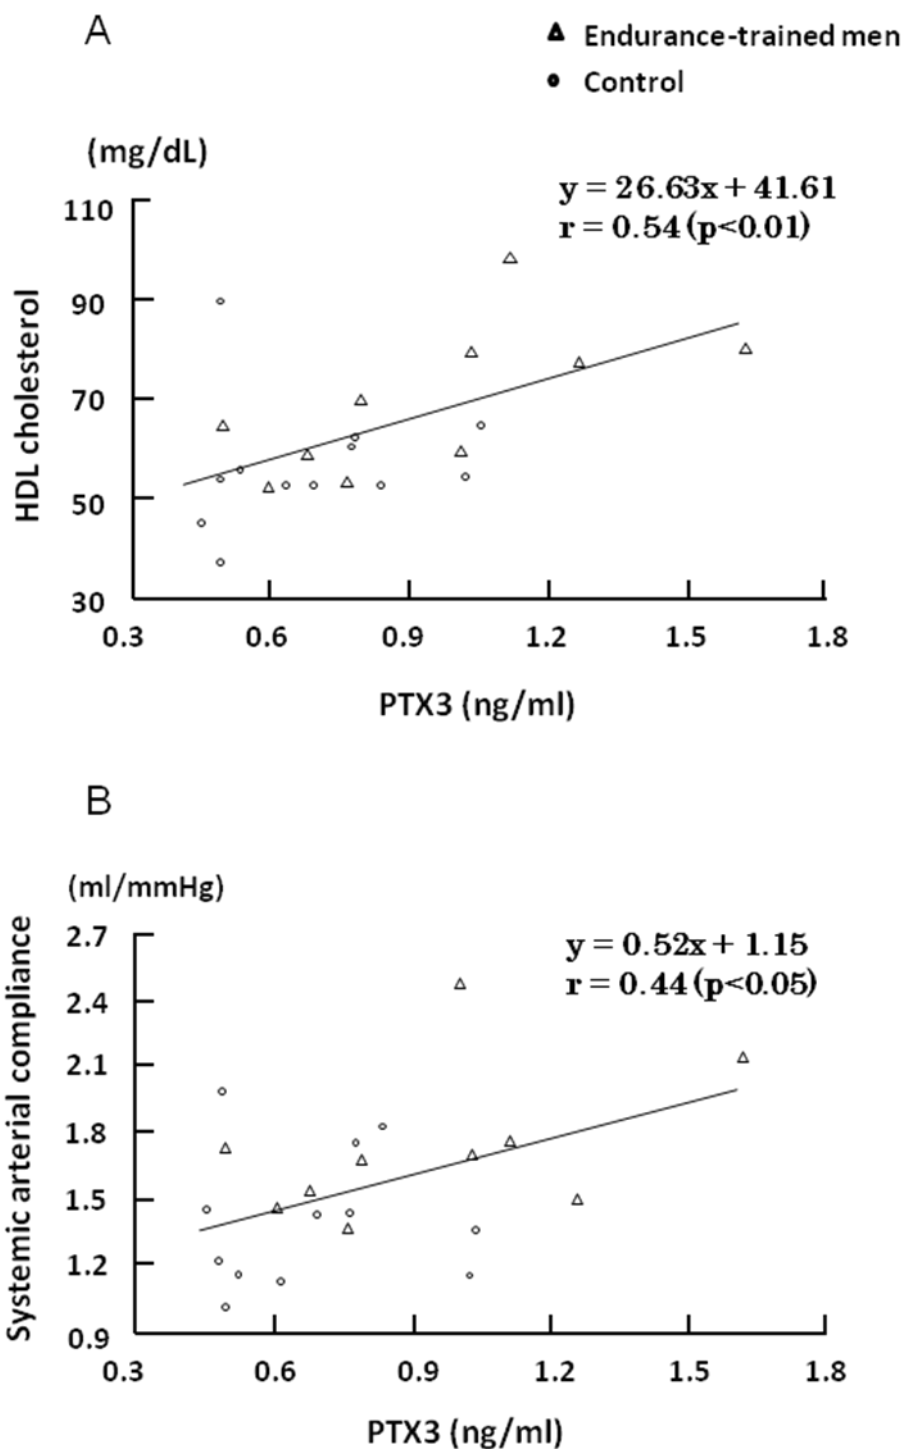 A
Endurance-trained men
Control
(mg/dL)
y = 26.63x + 41.61
r = 0.54 (p<0.01)
110
90
70
50
30
HDL cholesterol
0.3 0.6 0.9 1.2 1.5 1.8
PTX3 (ng/ml)
B
(ml/mmHg)
y = 0.52x + 1.15
r = 0.44 (p<0.05)
2.7
2.4
2.1
1.8
1.5
1.2
0.9
Systemic arterial compliance
0.3 0.6 0.9 1.2 1.5 1.8
PTX3 (ng/ml)